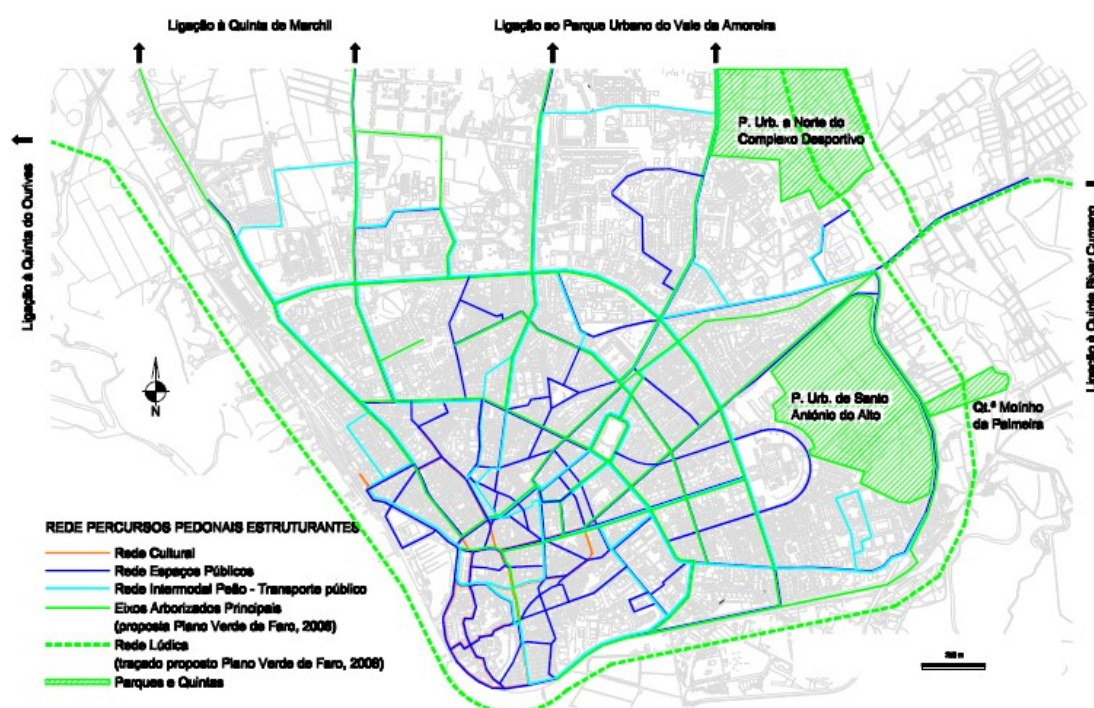 Ligação à Quinta de Marchil
Ligação ao Parque Urbano do Vale da Amoreira
Ligação à Quinta do Ourives
P. Urb. a Norte do
Complexo Desportivo
Ligação à Quinta River
P. Urb. de Santo
António do Alto
Qt.ª Moinho
da Palmeira
N
REDE PERCURSOS PEDONAIS ESTRUTURANTES
Rede Cultural
Rede Espaços Públicos
Rede Intermodal Peão - Transporte público
Eixos Arborizados Principais
(proposta Plano Verde de Faro, 2008)
Rede Lúdica
(traçado proposto Plano Verde de Faro, 2008)
Parques e Quintas